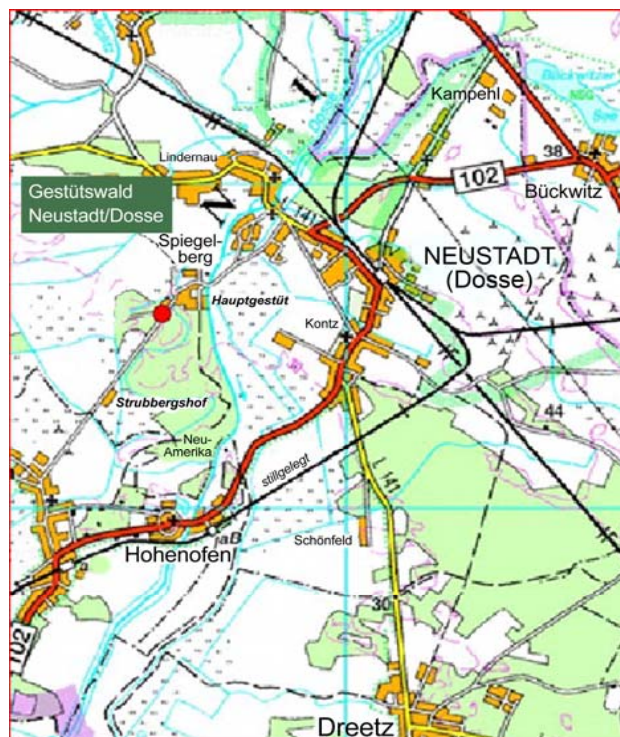 Kampehl
Lindernau
38
102
Bückwitz
Gestütswald
Neustadt/Dosse
Dosse
141
Spiegel-
berg
NEUSTADT
(Dosse)
Hauptgestüt
Kontz
Strubbergshof
44
Neu-
Amerika
stillgelegt
141
Hohenofen
Schönfeld
30
102
Dreetz